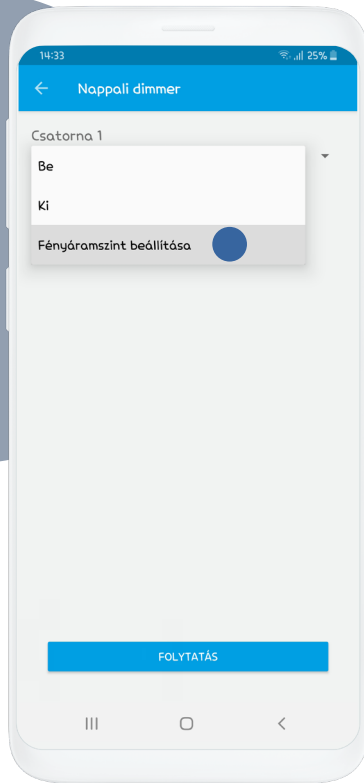 14:33
25%
Nappali dimmer
Csatorna 1
Be
Ki
Fényáramszint beállítása
FOLYTATÁS